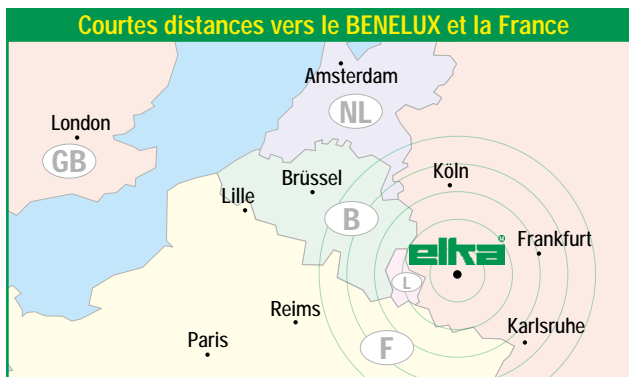 Courtes distances vers le BENELUX et la France
Amsterdam
NL
London
GB
Köln
Brüssel
Lille
B
elka
Frankfurt
L
Reims
Karlsruhe
Paris
F